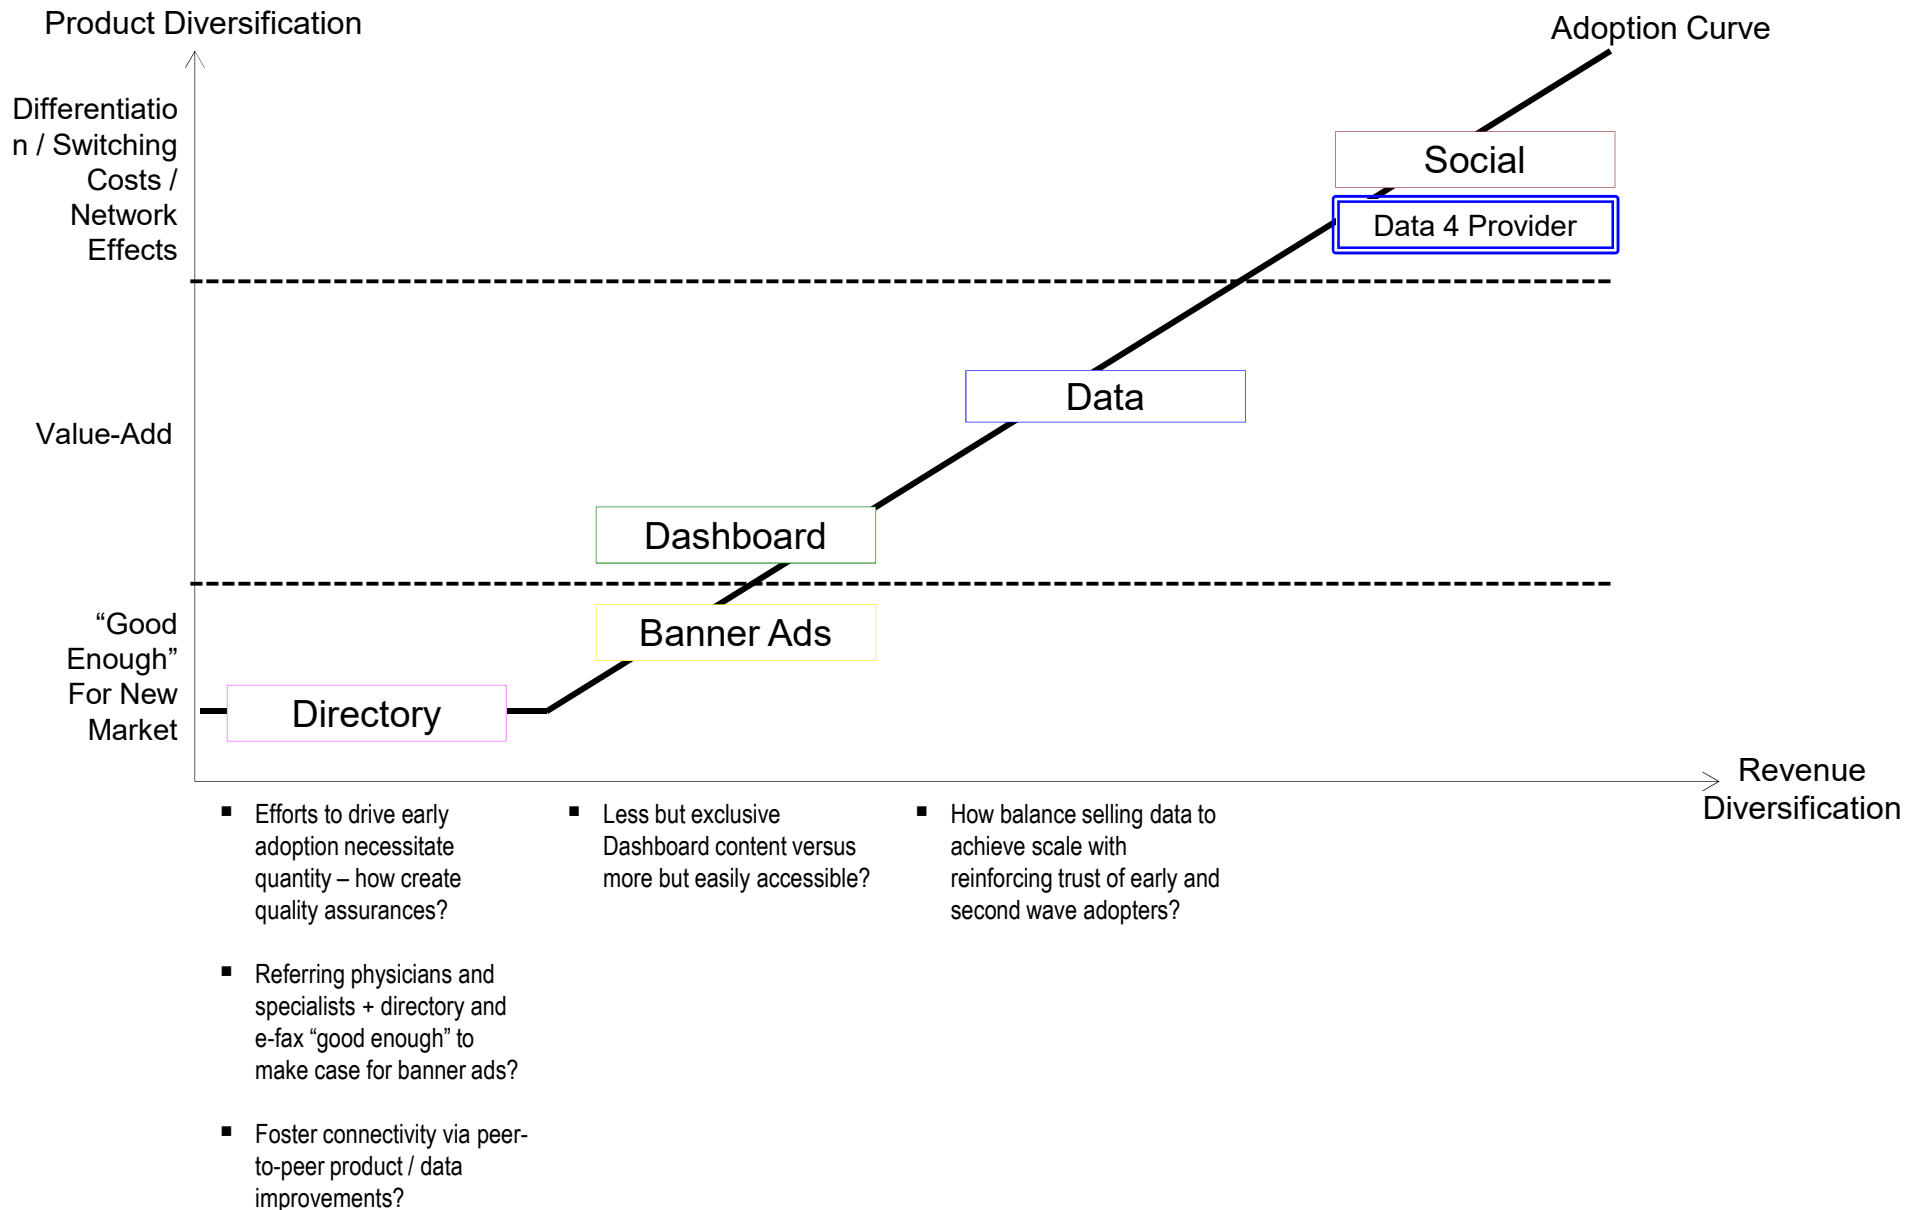 Product Diversification
Adoption Curve
Differentiatio
n / Switching
Costs /
Network
Effects
Social
Data 4 Provider
Data
Value-Add
Dashboard
“Good
Enough”
For New
Market
Banner Ads
Directory
Revenue
Diversification
▪ Efforts to drive early
adoption necessitate
quantity – how create
quality assurances?
▪ Referring physicians and
specialists + directory and
e-fax “good enough” to
make case for banner ads?
▪ Foster connectivity via peer-
to-peer product / data
improvements?
▪ Less but exclusive
Dashboard content versus
more but easily accessible?
▪ How balance selling data to
achieve scale with
reinforcing trust of early and
second wave adopters?